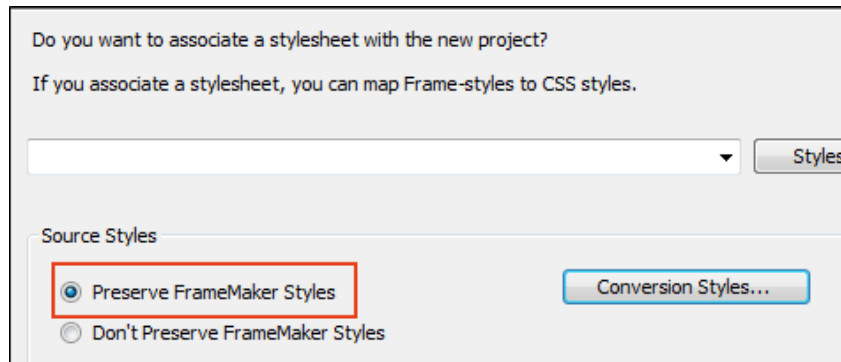 Do you want to associate a stylesheet with the new project?
If you associate a stylesheet, you can map Frame-styles to CSS styles.
Styles
Source Styles
Preserve FrameMaker Styles
Conversion Styles...
Don't Preserve FrameMaker Styles